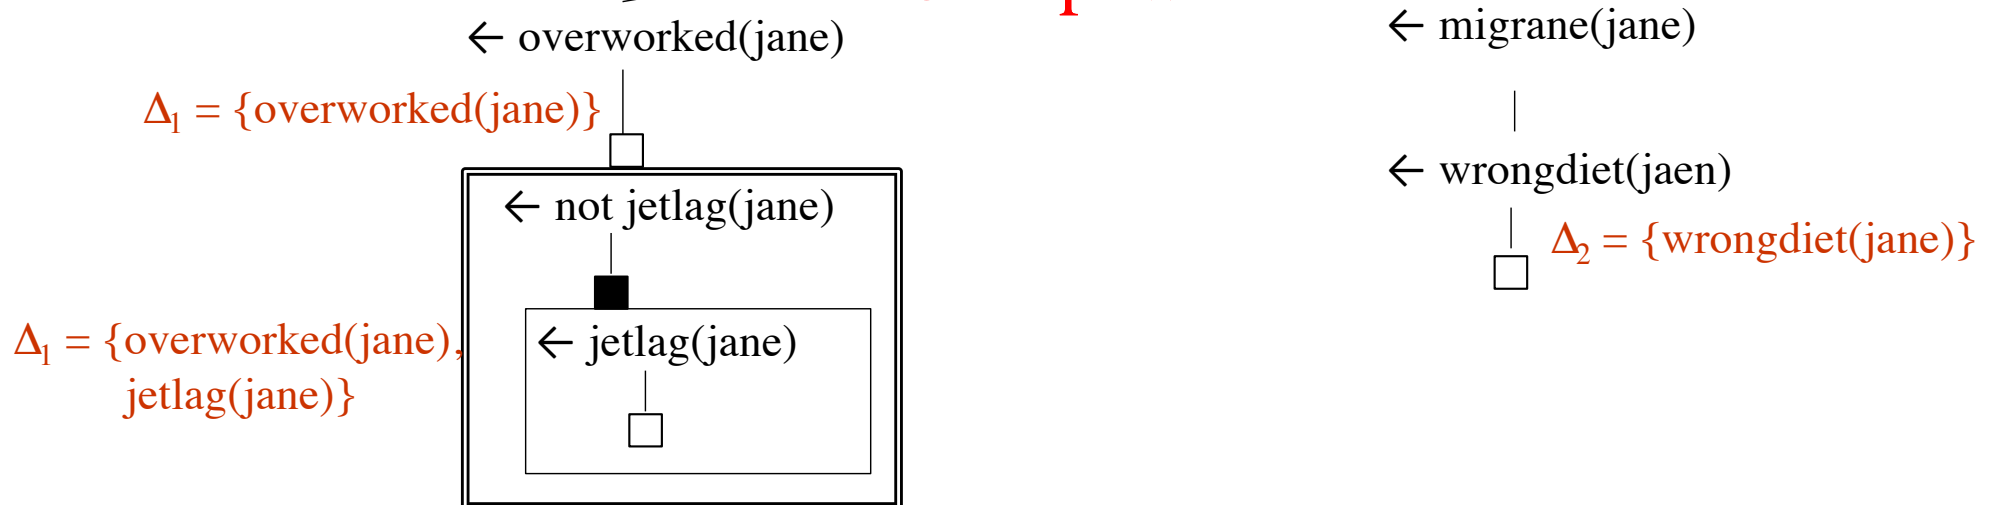 ← overworked(jane)
Δ₁ = {overworked(jane)}
← not jetlag(jane)
← jetlag(jane)
Δ₁ = {overworked(jane),
jetlag(jane)}
← migrane(jane)
← wrongdiet(jaen)
Δ₂ = {wrongdiet(jane)}